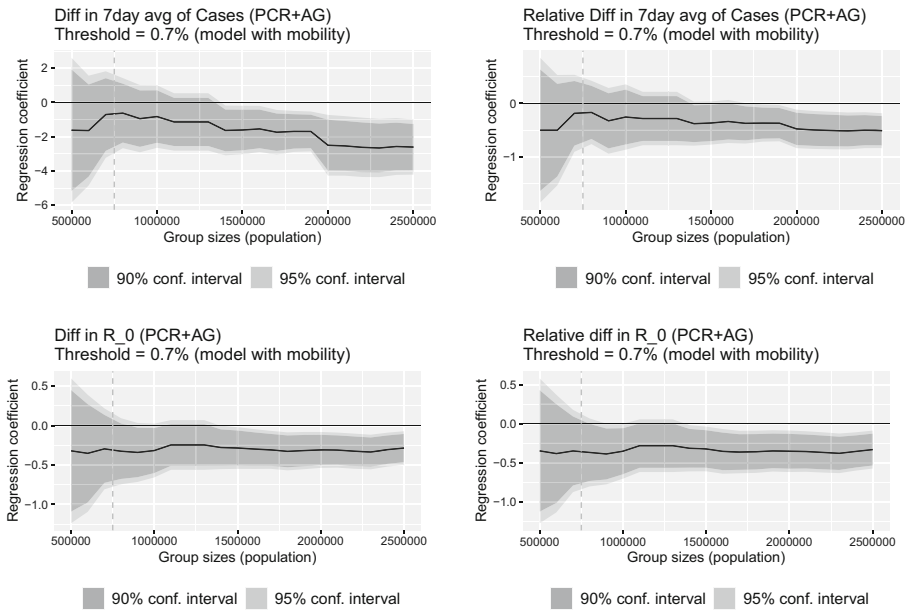 Diff in 7day avg of Cases (PCR+AG)
Threshold = 0.7% (model with mobility)
Regression coefficient
2
0
−2
−4
−6
500000 1000000 1500000 2000000 2500000
Group sizes (population)
90% conf. interval 95% conf. interval
Relative Diff in 7day avg of Cases (PCR+AG)
Threshold = 0.7% (model with mobility)
Regression coefficient
0
−1
500000 1000000 1500000 2000000 2500000
Group sizes (population)
90% conf. interval 95% conf. interval
Diff in R_0 (PCR+AG)
Threshold = 0.7% (model with mobility)
Regression coefficient
0.5
0.0
−0.5
−1.0
500000 1000000 1500000 2000000 2500000
Group sizes (population)
90% conf. interval 95% conf. interval
Relative diff in R_0 (PCR+AG)
Threshold = 0.7% (model with mobility)
Regression coefficient
0.5
0.0
−0.5
−1.0
500000 1000000 1500000 2000000 2500000
Group sizes (population)
90% conf. interval 95% conf. interval